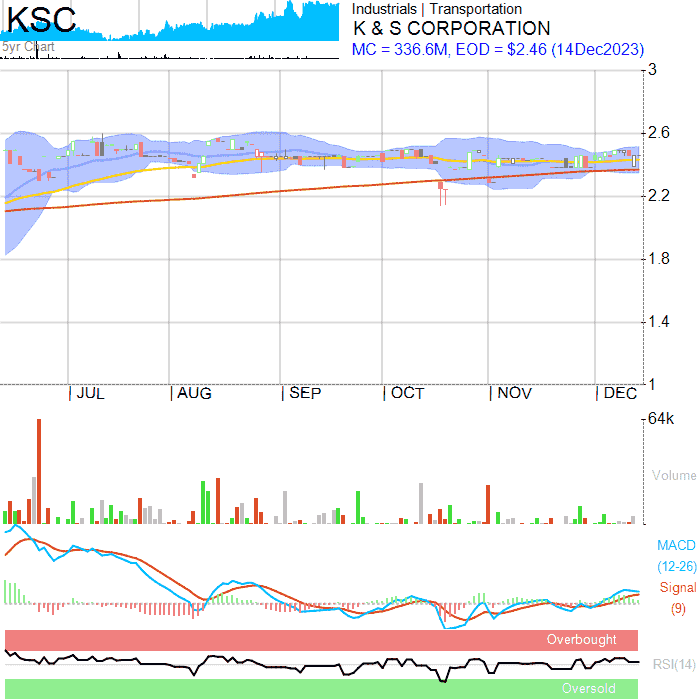 KSC
5yr Chart
Industrials | Transportation
K & S CORPORATION
MC = 336.6M, EOD = $2.46 (14Dec2023)
3
2.6
2.2
1.8
1.4
1
| JUL | AUG | SEP | OCT | NOV | DEC
64k
Volume
MACD
(12-26)
Signal
(9)
Overbought
RSI(14)
Oversold